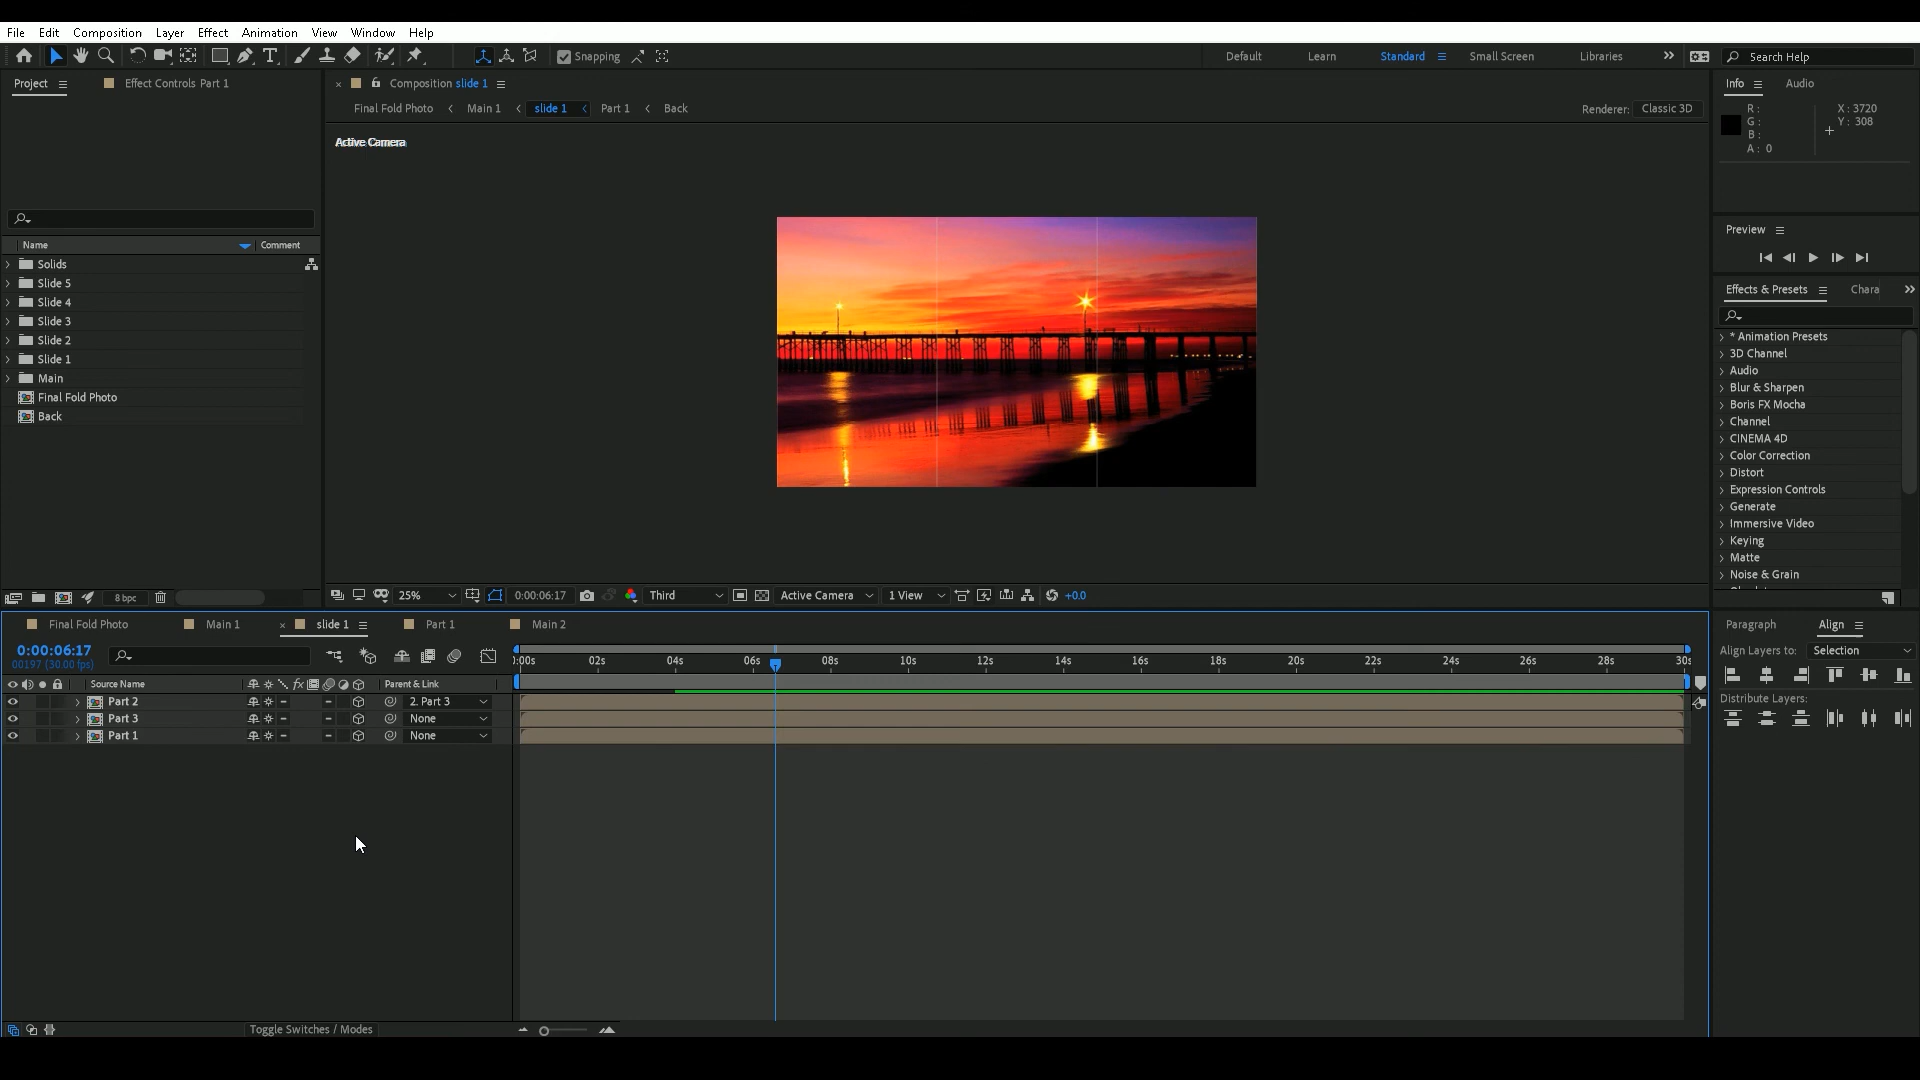 File Edit Composition Layer Effect Animation View Window Help
Snapping Default Learn Standard Small Screen Libraries Search Help
Project Effect Controls Part 1
Composition slide 1
Final Fold Photo Main 1 slide 1 Part 1 Back
Renderer: Classic 3D
Active Camera
Name Comment
Solids
Slide 5
Slide 4
Slide 3
Slide 2
Slide 1
Main
Final Fold Photo
Back
8 bpc
25% 0:00:06:17 Third Active Camera 1 View +0.0
Info Audio
R :
G :
B :
A : 0
X : 3720
Y : 308
Preview
Effects & Presets Chara
* Animation Presets
3D Channel
Audio
Blur & Sharpen
Boris FX Mocha
Channel
CINEMA 4D
Color Correction
Distort
Expression Controls
Generate
Immersive Video
Keying
Matte
Noise & Grain
Final Fold Photo Main 1 slide 1 Part 1 Main 2
0:00:06:17
00197 (30.00 fps)
:00s 02s 04s 06s 08s 10s 12s 14s 16s 18s 20s 22s 24s 26s 28s 30s
Source Name fx Parent & Link
Part 2 2. Part 3
Part 3 None
Part 1 None
Toggle Switches / Modes
Paragraph Align
Align Layers to: Selection
Distribute Layers: